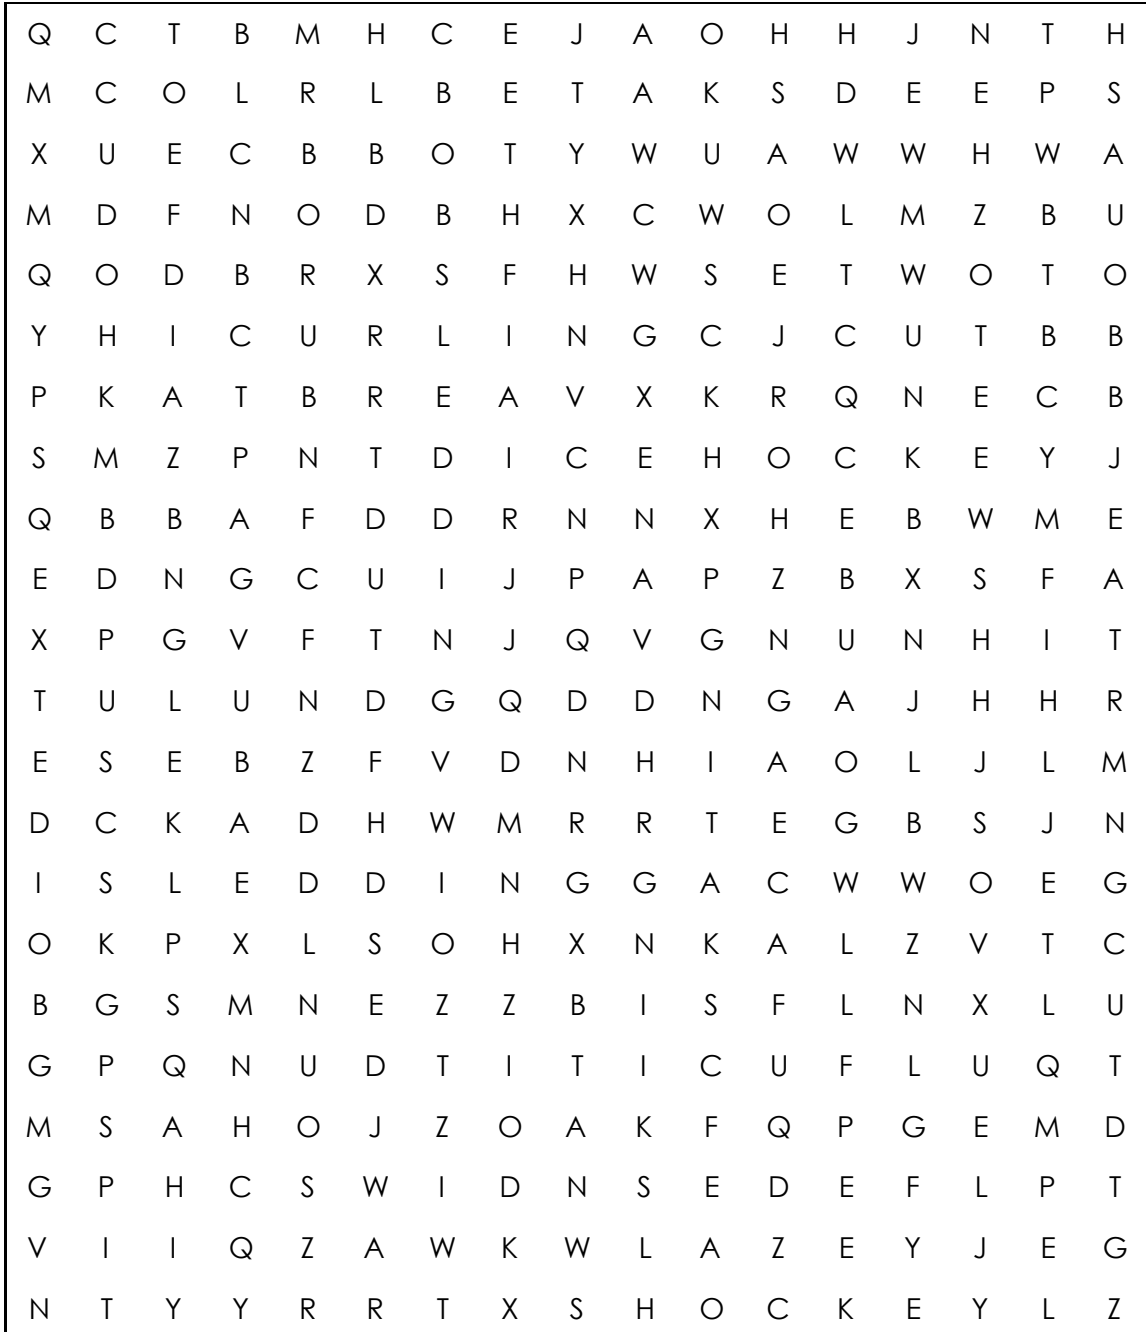 Q C T B M H C E J A O H H J N T H
M C O L R L B E T A K S D E E P S
X U E C B B O T Y W U A W W H W A
M D F N O D B H X C W O L M Z B U
Q O D B R X S F H W S E T W O T O
Y H I C U R L I N G C J C U T B B
P K A T B R E A V X K R Q N E C B
S M Z P N T D I C E H O C K E Y J
Q B B A F D D R N N X H E B W M E
E D N G C U I J P A P Z B X S F A
X P G V F T N J Q V G N U N H I T
T U L U N D G Q D D N G A J H H R
E S E B Z F V D N H I A O L J L M
D C K A D H W M R R T E G B S J N
I S L E D D I N G G A C W W O E G
O K P X L S O H X N K A L Z V T C
B G S M N E Z Z B I S F L N X L U
G P Q N U D T I T I C U F L U Q T
M S A H O J Z O A K F Q P G E M D
G P H C S W I D N S E D E F L P T
V I I Q Z A W K W L A Z E Y J E G
N T Y Y R R T X S H O C K E Y L Z